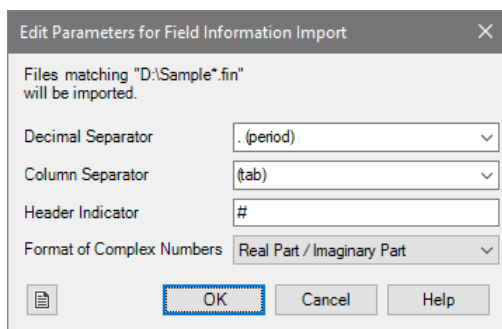 Edit Parameters for Field Information Import
Files matching "D:\Sample*.fin"
will be imported.
Decimal Separator . (period)
Column Separator (tab)
Header Indicator #
Format of Complex Numbers Real Part / Imaginary Part
OK Cancel Help